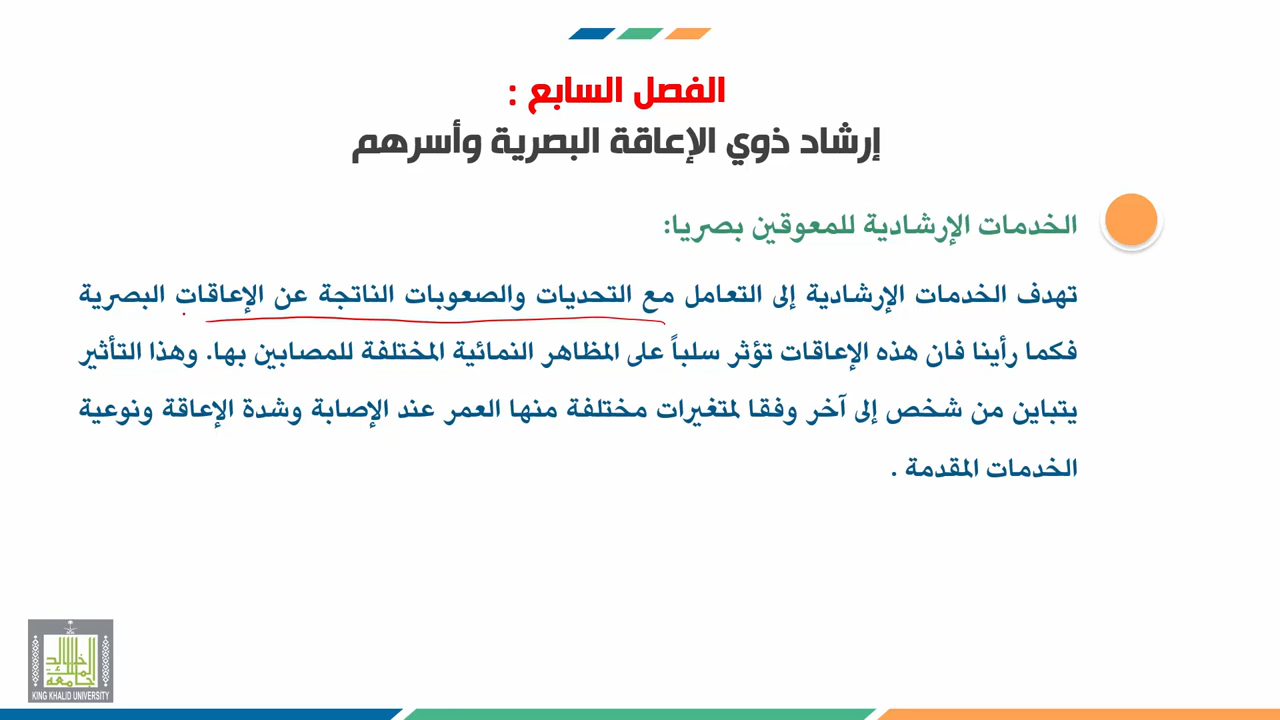 الفصل السابع :
إرشاد ذوي الإعاقة البصرية وأسرهم
الخدمات الإرشادية للمعوقين بصريا:
تهدف الخدمات الإرشادية إلى التعامل مع التحديات والصعوبات الناتجة عن الإعاقات البصرية
فكما رأينا فان هذه الإعاقات تؤثر سلباً على المظاهر النمائية المختلفة للمصابين بها. وهذا التأثير
يتباين من شخص إلى آخر وفقا لمتغيرات مختلفة منها العمر عند الإصابة وشدة الإعاقة ونوعية
الخدمات المقدمة .
جامعة الملك خالد
KING KHALID UNIVERSITY